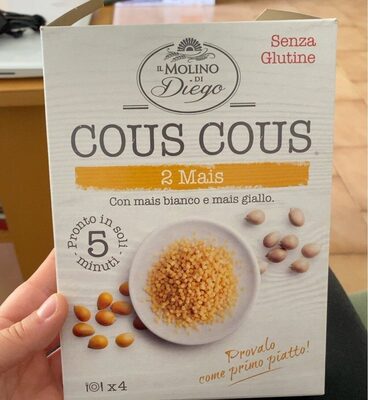 Senza
Glutine
IL MOLINO
DI
Diego
COUS COUS
2 Mais
Con mais bianco e mais giallo.
Pronto in soli
5
minuti
x4
Provalo
come primo piatto!